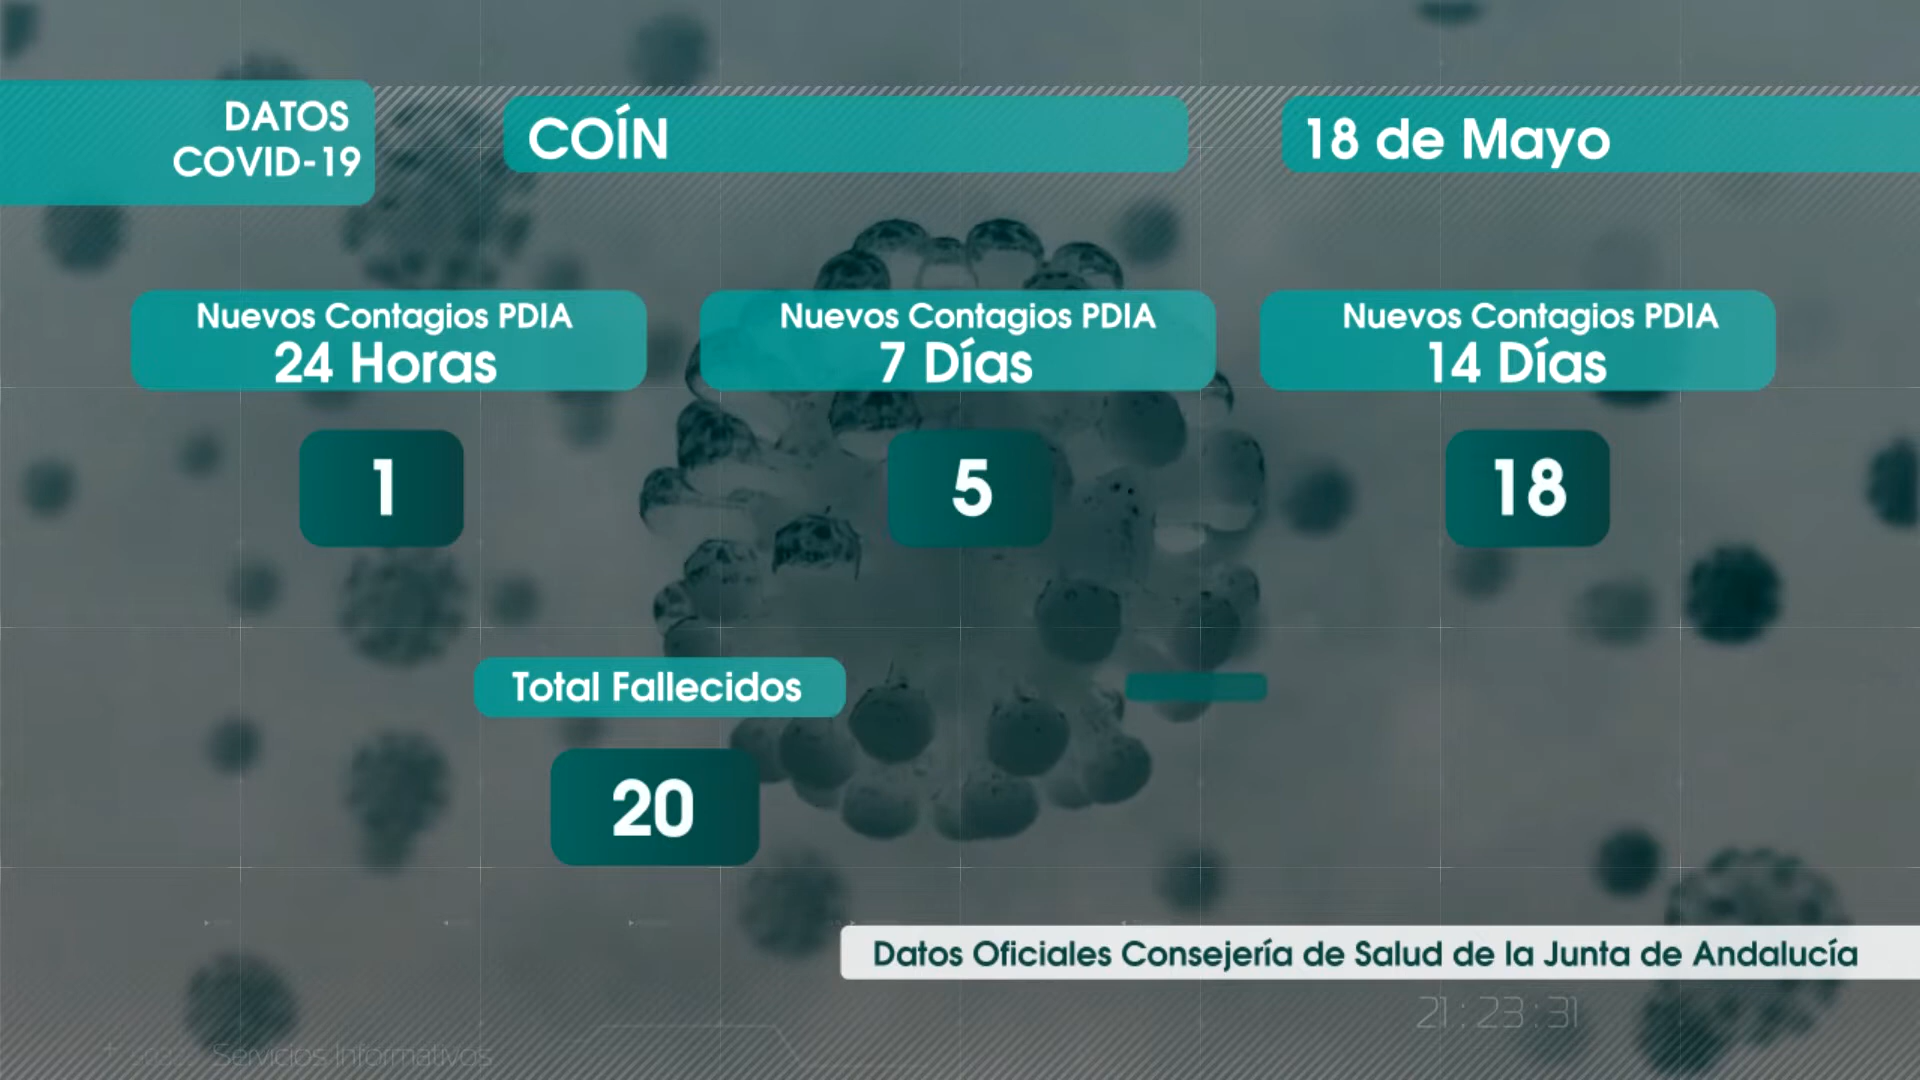 DATOS
COVID-19
COÍN
18 de Mayo
Nuevos Contagios PDIA
24 Horas
Nuevos Contagios PDIA
7 Días
Nuevos Contagios PDIA
14 Días
1
5
18
Total Fallecidos
20
Datos Oficiales Consejería de Salud de la Junta de Andalucía
21:23:31
Servicios Informativos